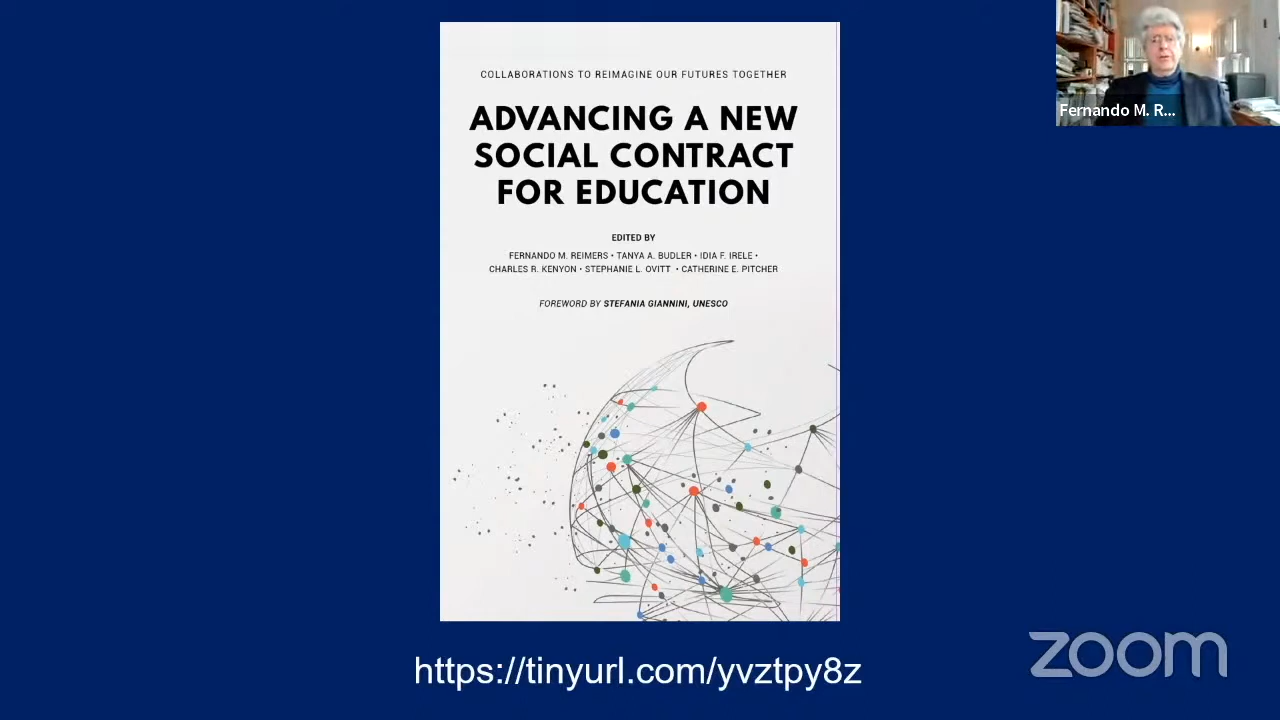 COLLABORATIONS TO REIMAGINE OUR FUTURES TOGETHER
ADVANCING A NEW
SOCIAL CONTRACT
FOR EDUCATION
EDITED BY
FERNANDO M. REIMERS • TANYA A. BUDLER • IDIA F. IRELE •
CHARLES R. KENYON • STEPHANIE L. OVITT • CATHERINE E. PITCHER
FOREWORD BY STEFANIA GIANNINI, UNESCO
Fernando M. R...
https://tinyurl.com/yvztpy8z
zoom